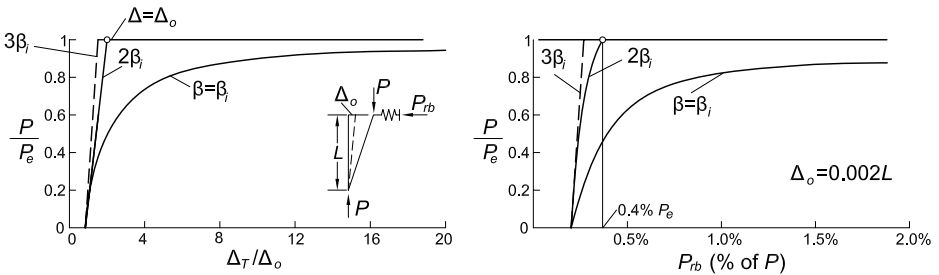 Δ=Δo
3βi
2βi
β=βi
P/Pe
1
0.8
0.6
0.4
0.2
0
0 4 8 12 16 20
ΔT/Δo
Δo
P
Prb
L
P
3βi
2βi
β=βi
P/Pe
1
0.8
0.6
0.4
0.2
0
Δo=0.002L
0.4% Pe
0.5% 1.0% 1.5% 2.0%
Prb (% of P)